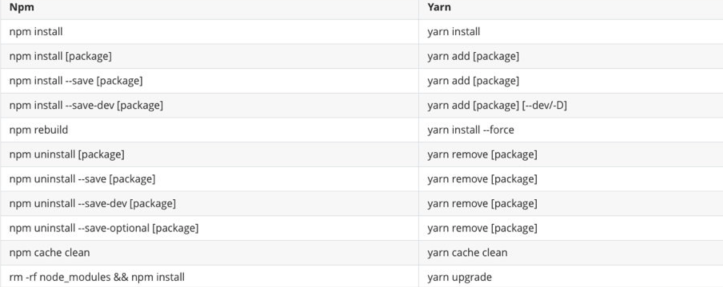 Npm Yarn
npm install yarn install
npm install [package] yarn add [package]
npm install --save [package] yarn add [package]
npm install --save-dev [package] yarn add [package] [--dev/-D]
npm rebuild yarn install --force
npm uninstall [package] yarn remove [package]
npm uninstall --save [package] yarn remove [package]
npm uninstall --save-dev [package] yarn remove [package]
npm uninstall --save-optional [package] yarn remove [package]
npm cache clean yarn cache clean
rm -rf node_modules && npm install yarn upgrade